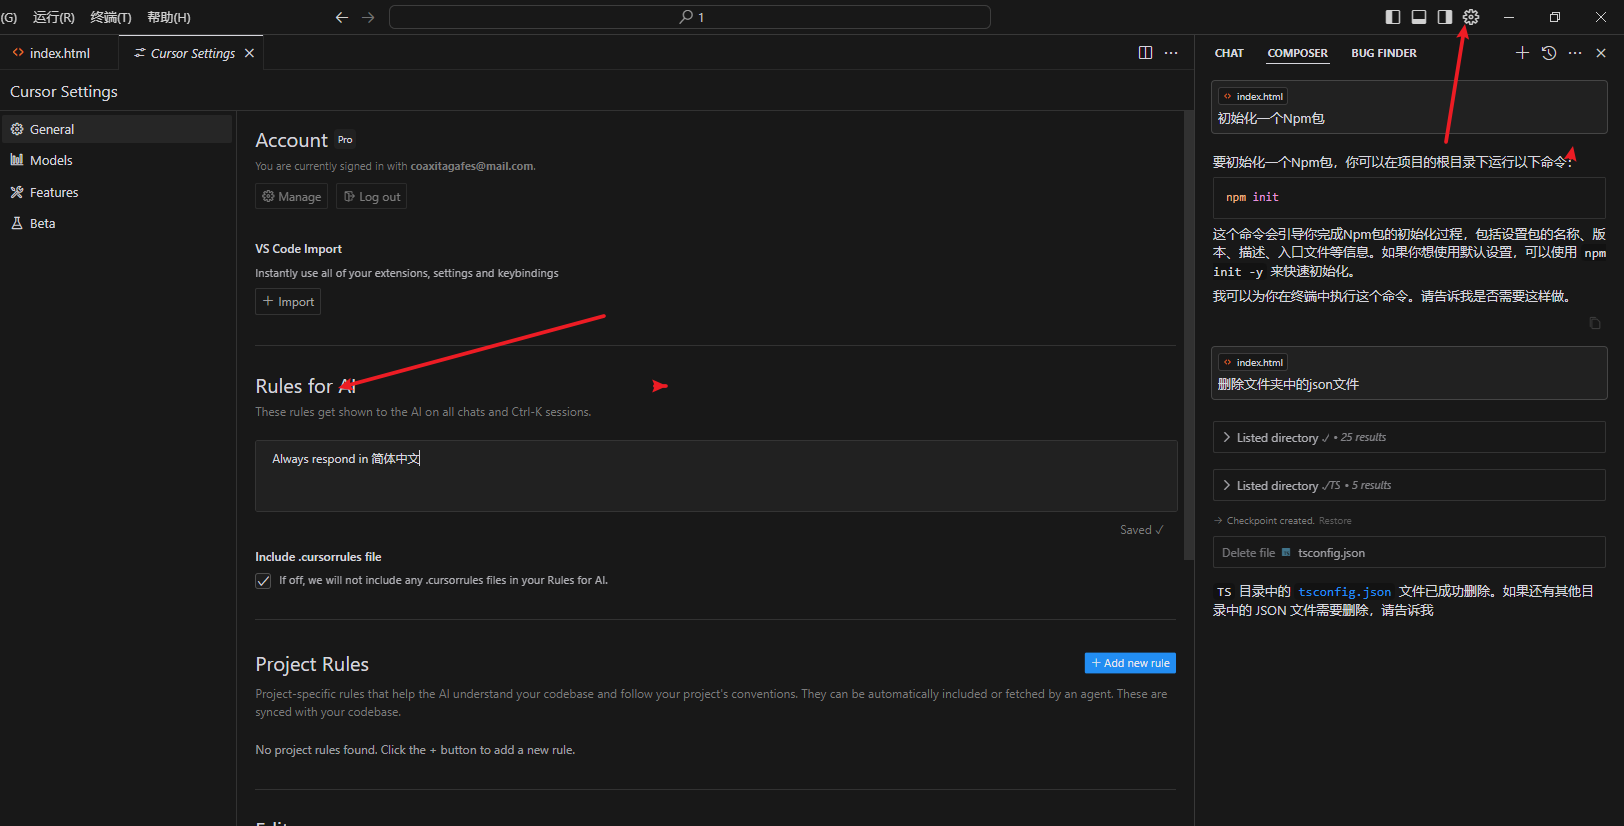 (G) 运行(R) 终端(T) 帮助(H)
1
index.html
Cursor Settings
Cursor Settings
General
Models
Features
Beta
Account Pro
You are currently signed in with coaxitagafes@mail.com.
Manage
Log out
VS Code Import
Instantly use all of your extensions, settings and keybindings
+ Import
Rules for AI
These rules get shown to the AI on all chats and Ctrl-K sessions.
Always respond in 简体中文
Saved ✓
Include .cursorrules file
If off, we will not include any .cursorrules files in your Rules for AI.
Project Rules
+ Add new rule
Project-specific rules that help the AI understand your codebase and follow your project's conventions. They can be automatically included or fetched by an agent. These are
synced with your codebase.
No project rules found. Click the + button to add a new rule.
CHAT COMPOSER BUG FINDER
index.html
初始化一个Npm包
要初始化一个Npm包，你可以在项目的根目录下运行以下命令：
npm init
这个命令会引导你完成Npm包的初始化过程，包括设置包的名称、版
本、描述、入口文件等信息。如果你想使用默认设置，可以使用 npm
init -y 来快速初始化。
我可以为你在终端中执行这个命令。请告诉我是否需要这样做。
index.html
删除文件夹中的json文件
Listed directory ./ • 25 results
Listed directory ./TS • 5 results
Checkpoint created. Restore
Delete file tsconfig.json
TS 目录中的 tsconfig.json 文件已成功删除。如果还有其他目
录中的 JSON 文件需要删除，请告诉我